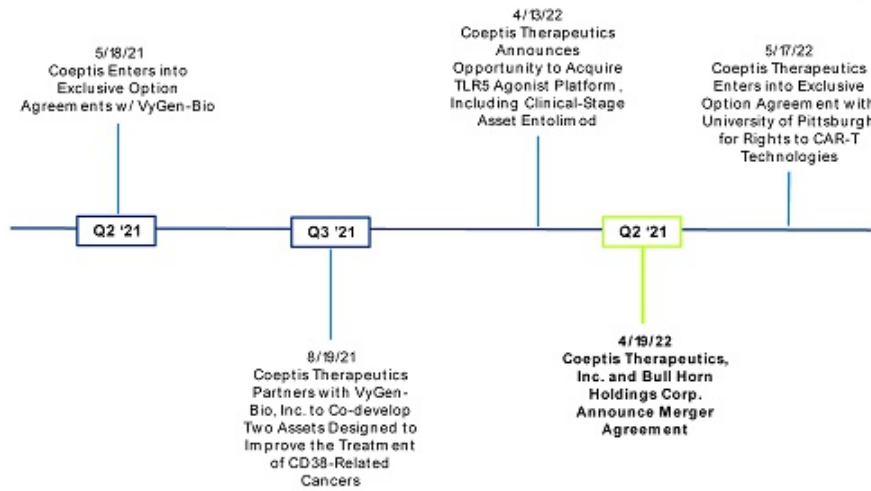 5/18/21
Coeptis Enters into
Exclusive Option
Agreements w/ VyGen-Bio
4/13/22
Coeptis Therapeutics
Announces
Opportunity to Acquire
TLR5 Agonist Platform,
Including Clinical-Stage
Asset Entolimod
5/17/22
Coeptis Therapeutics
Enters into Exclusive
Option Agreement with
University of Pittsburgh
for Rights to CAR-T
Technologies
Q2 '21
Q3 '21
Q2 '21
8/19/21
Coeptis Therapeutics
Partners with VyGen-
Bio, Inc. to Co-develop
Two Assets Designed to
Improve the Treatment
of CD38-Related
Cancers
4/19/22
Coeptis Therapeutics,
Inc. and Bull Horn
Holdings Corp.
Announce Merger
Agreement